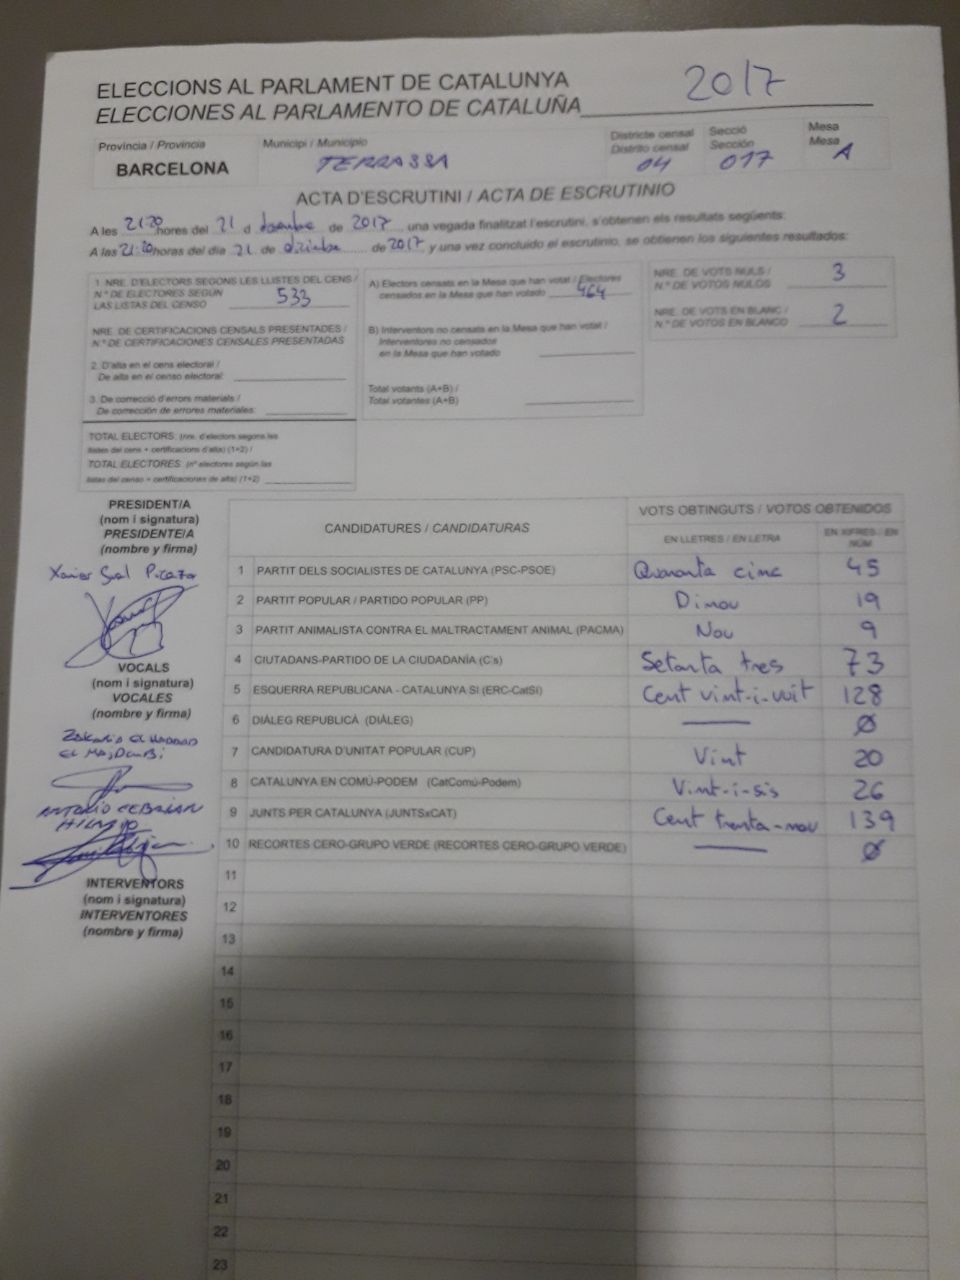 ELECCIONS AL PARLAMENT DE CATALUNYA
ELECCIONES AL PARLAMENTO DE CATALUÑA 2017
Provincia / Provincia
BARCELONA
Municipi / Municipio
TERRASSA
Districte censal
Distrito censal
04
Secció
Sección
017
Mesa
Mesa
A
ACTA D'ESCRUTINI / ACTA DE ESCRUTINIO
A les 21:20 hores del 21 d desembre de 2017 una vegada finalitzat l'escrutini, s'obtenen els resultats següents:
A las 21:20 horas del día 21 de diciembre de 2017 y una vez concluido el escrutinio, se obtienen los siguientes resultados:
1. NRE. D'ELECTORS SEGONS LES LLISTES DEL CENS /
N.º DE ELECTORES SEGÚN
LAS LISTAS DEL CENSO 533
NRE. DE CERTIFICACIONS CENSALS PRESENTADES /
N.º DE CERTIFICACIONES CENSALES PRESENTADAS
2. D'alta en el cens electoral /
De alta en el censo electoral:
3. De correcció d'errors materials /
De corrección de errores materiales:
TOTAL ELECTORS: (nre. d'electors segons les
llistes del cens + certificacions d'alta) (1+2) /
TOTAL ELECTORES: (nº electores según las
listas del censo + certificaciones de alta) (1+2)
A) Electors censats en la Mesa que han votat / Electores
censados en la Mesa que han votado 464
B) Interventors no censats en la Mesa que han votat /
Interventores no censados
en la Mesa que han votado
Total votants (A+B) /
Total votantes (A+B)
NRE. DE VOTS NULS /
N.º DE VOTOS NULOS 3
NRE. DE VOTS EN BLANC /
N.º DE VOTOS EN BLANCO 2
PRESIDENT/A
(nom i signatura)
PRESIDENTE/A
(nombre y firma)
Xavier
VOCALS
(nom i signatura)
VOCALES
(nombre y firma)
EL
ANTONIO CEBRIAN
HILARIO
INTERVENTORS
(nom i signatura)
INTERVENTORES
(nombre y firma)
CANDIDATURES / CANDIDATURAS
VOTS OBTINGUTS / VOTOS OBTENIDOS
EN LLETRES / EN LETRA
EN XIFRES / EN NÚM
1 PARTIT DELS SOCIALISTES DE CATALUNYA (PSC-PSOE) Quaranta cinc 45
2 PARTIT POPULAR / PARTIDO POPULAR (PP) Dinou 19
3 PARTIT ANIMALISTA CONTRA EL MALTRACTAMENT ANIMAL (PACMA) Nou 9
4 CIUTADANS-PARTIDO DE LA CIUDADANÍA (C's) Setanta tres 73
5 ESQUERRA REPUBLICANA - CATALUNYA SÍ (ERC-CatSí) Cent vint-i-vuit 128
6 DIÀLEG REPUBLICÀ (DIÀLEG) Ø
7 CANDIDATURA D'UNITAT POPULAR (CUP) Vint 20
8 CATALUNYA EN COMÚ-PODEM (CatComú-Podem) Vint-i-sis 26
9 JUNTS PER CATALUNYA (JUNTSxCAT) Cent trenta-nou 139
10 RECORTES CERO-GRUPO VERDE (RECORTES CERO-GRUPO VERDE) Ø
11
12
13
14
15
16
17
18
19
20
21
22
23